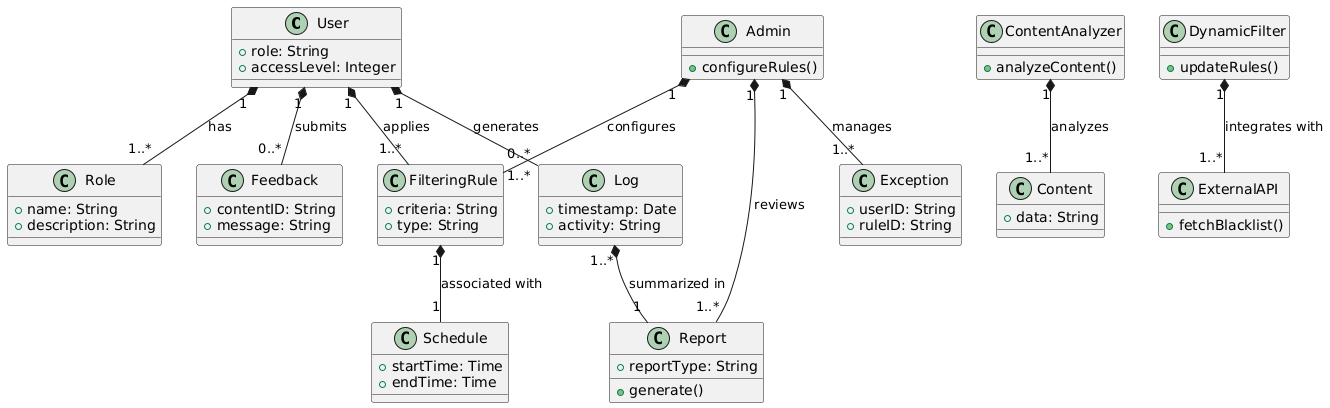 C User
+ role: String
+ accessLevel: Integer
C Admin
+ configureRules()
C ContentAnalyzer
+ analyzeContent()
C DynamicFilter
+ updateRules()
1 1 1 1 1 1 1 1 1
has submits applies generates configures manages analyzes integrates with
1..* 0..* 1..* 0..* 1..* 1..* 1..* 1..*
C Role
+ name: String
+ description: String
C Feedback
+ contentID: String
+ message: String
C FilteringRule
+ criteria: String
+ type: String
C Log
+ timestamp: Date
+ activity: String
reviews
C Exception
+ userID: String
+ ruleID: String
C Content
+ data: String
C ExternalAPI
+ fetchBlacklist()
1 1..*
associated with summarized in
1 1 1..*
C Schedule
+ startTime: Time
+ endTime: Time
C Report
+ reportType: String
+ generate()